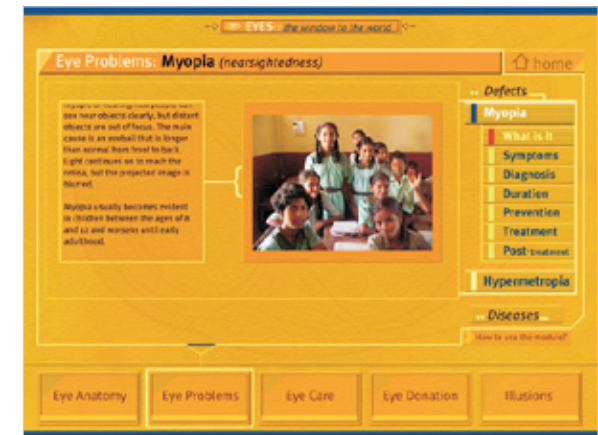 EYES : the window to the world
Eye Problems: Myopia (nearsightedness)
home
see near objects clearly, but distant
objects are out of focus. The main
cause is an eyeball that is longer
than normal from front to back.
Light continues on to reach the
retina, but the projected image is
blurred.
Myopia usually becomes evident
in children between the ages of 8
and 12 and worsens until early
adulthood.
Defects
Myopia
What is it
Symptoms
Diagnosis
Duration
Prevention
Treatment
Post-treatment
Hypermetropia
Diseases
How to use the module?
Eye Anatomy
Eye Problems
Eye Care
Eye Donation
Illusions